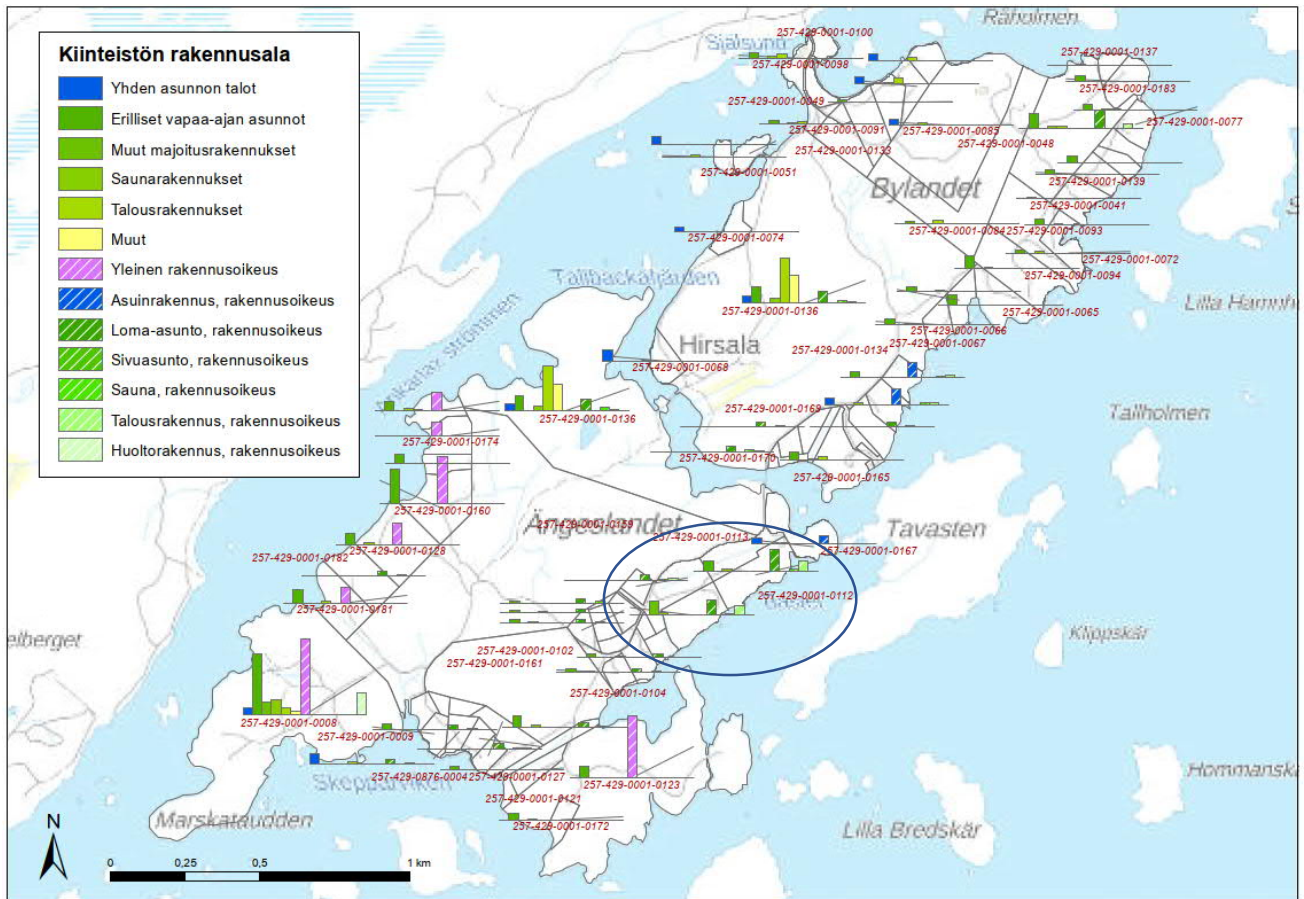 Kiinteistön rakennusala
Yhden asunnon talot
Erilliset vapaa-ajan asunnot
Muut majoitusrakennukset
Saunarakennukset
Talousrakennukset
Muut
Yleinen rakennusoikeus
Asuinrakennus, rakennusoikeus
Loma-asunto, rakennusoikeus
Sivuasunto, rakennusoikeus
Sauna, rakennusoikeus
Talousrakennus, rakennusoikeus
Huoltorakennus, rakennusoikeus
Råholmen
257-429-0001-0100
Själsund
257-429-0001-0137
257-429-0001-0098
257-429-0001-0183
257-429-0001-0049
257-429-0001-0077
257-429-0001-0091
257-429-0001-0085
257-429-0001-0048
257-429-0001-0133
257-429-0001-0051
257-429-0001-0139
Bylandet
257-429-0001-0041
257-429-0001-0074
257-429-0001-0084
257-429-0001-0093
257-429-0001-0072
257-429-0001-0094
Lilla Hamnh
257-429-0001-0136
257-429-0001-0065
257-429-0001-0066
257-429-0001-0067
Hirsala
257-429-0001-0134
257-429-0001-0068
257-429-0001-0169
Tallholmen
257-429-0001-0136
257-429-0001-0174
257-429-0001-0170
257-429-0001-0165
257-429-0001-0160
Ängeslandet
257-429-0001-0159
Tavasten
257-429-0001-0113
257-429-0001-0128
257-429-0001-0167
257-429-0001-0182
257-429-0001-0112
257-429-0001-0181
Klippskär
elberget
257-429-0001-0102
257-429-0001-0161
257-429-0001-0104
257-429-0001-0008
257-429-0001-0009
257-429-0876-0004
257-429-0001-0127
257-429-0001-0123
Skepparviken
Hommanska
257-429-0001-0121
257-429-0001-0172
Marskataudden
Lilla Bredskär
N
0 0,25 0,5 1 km